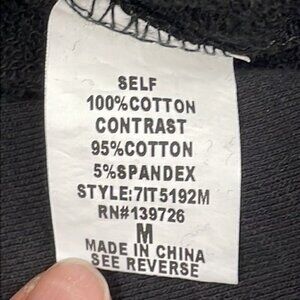 SELF
100%COTTON
CONTRAST
95%COTTON
5%SPANDEX
STYLE:7IT5192M
RN#139726
M
MADE IN CHINA
SEE REVERSE